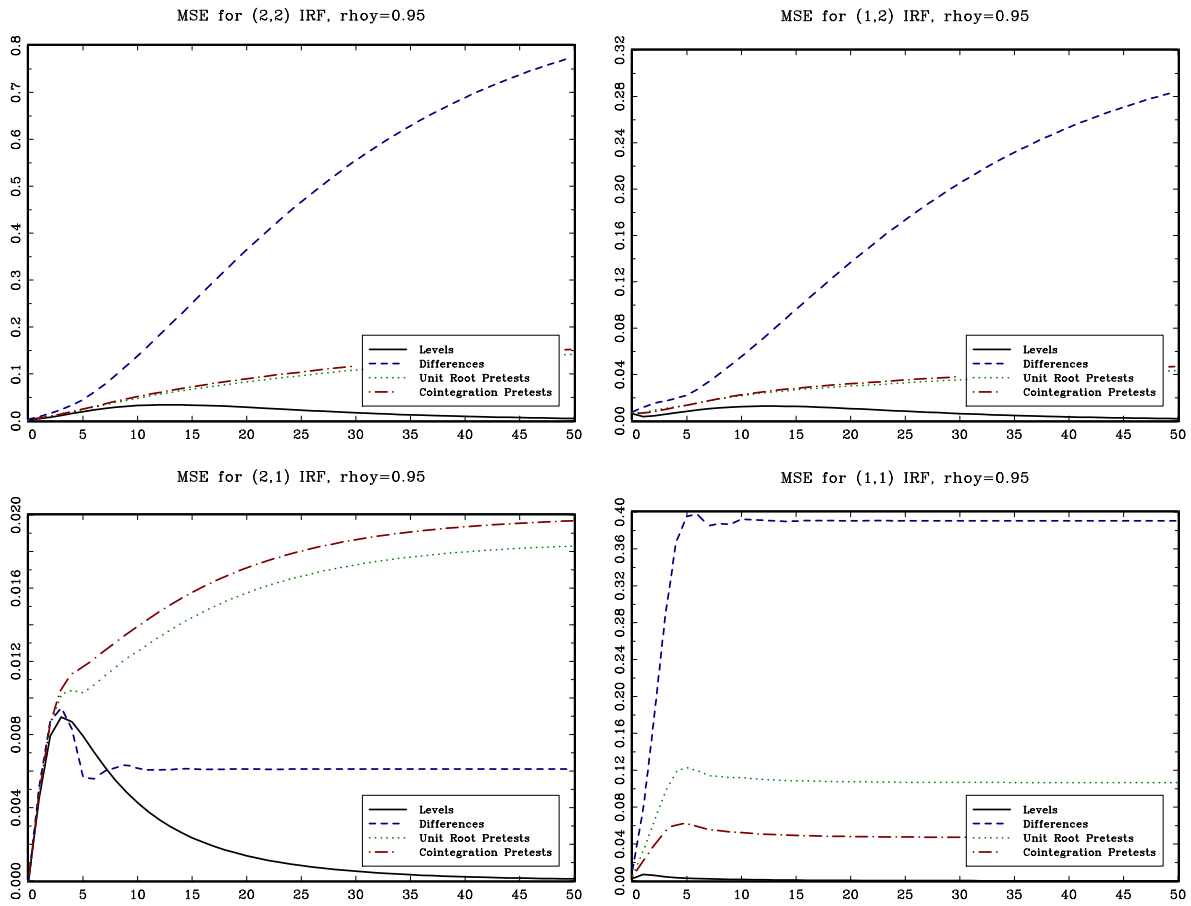 MSE for (2,2) IRF, rhoy=0.95
0.8
0.7
0.6
0.5
0.4
0.3
0.2
0.1
0.0
0 5 10 15 20 25 30 35 40 45 50
Levels
Differences
Unit Root Pretests
Cointegration Pretests
MSE for (1,2) IRF, rhoy=0.95
0.32
0.28
0.24
0.20
0.16
0.12
0.08
0.04
0.00
0 5 10 15 20 25 30 35 40 45 50
Levels
Differences
Unit Root Pretests
Cointegration Pretests
MSE for (2,1) IRF, rhoy=0.95
0.020
0.016
0.012
0.008
0.004
0.000
0 5 10 15 20 25 30 35 40 45 50
Levels
Differences
Unit Root Pretests
Cointegration Pretests
MSE for (1,1) IRF, rhoy=0.95
0.40
0.36
0.32
0.28
0.24
0.20
0.16
0.12
0.08
0.04
0.00
0 5 10 15 20 25 30 35 40 45 50
Levels
Differences
Unit Root Pretests
Cointegration Pretests